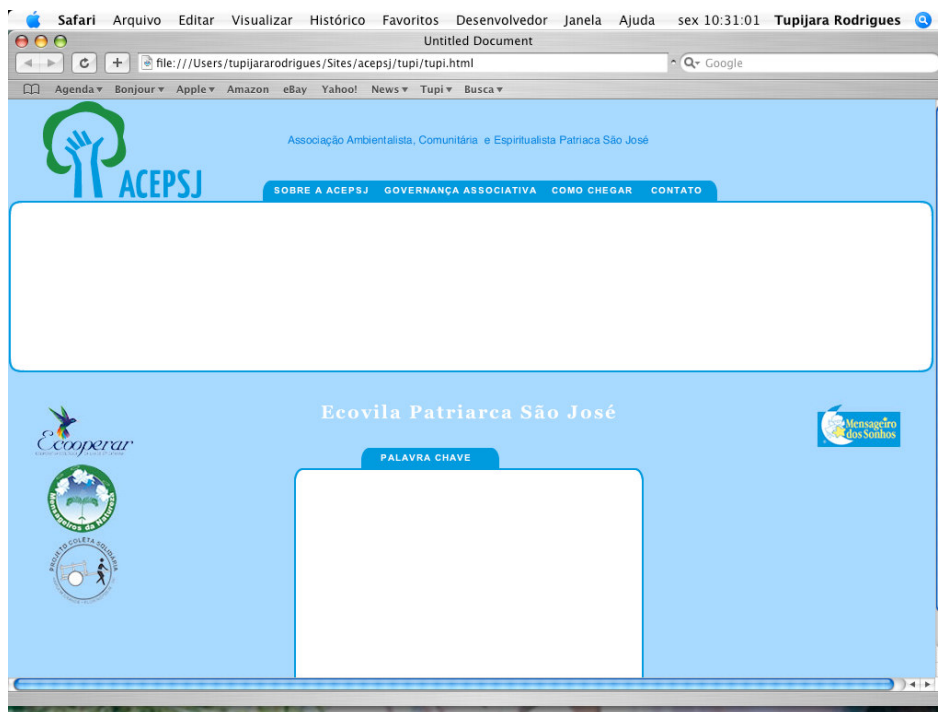 Safari Arquivo Editar Visualizar Histórico Favoritos Desenvolvedor Janela Ajuda sex 10:31:01 Tupijara Rodrigues
Untitled Document
file:///Users/tupijararodrigues/Sites/acepsj/tupi/tupi.html
Google
Agenda Bonjour Apple Amazon eBay Yahoo! News Tupi Busca
ACEPSJ
Associação Ambientalista, Comunitária e Espiritualista Patriaca São José
SOBRE A ACEPSJ GOVERNANÇA ASSOCIATIVA COMO CHEGAR CONTATO
Ecovila Patriarca São José
Ecooperar
Mensageiro
dos Sonhos
PALAVRA CHAVE
Mensageiros da Natureza
PROJETO COLÊTA SOLIDÁRIA